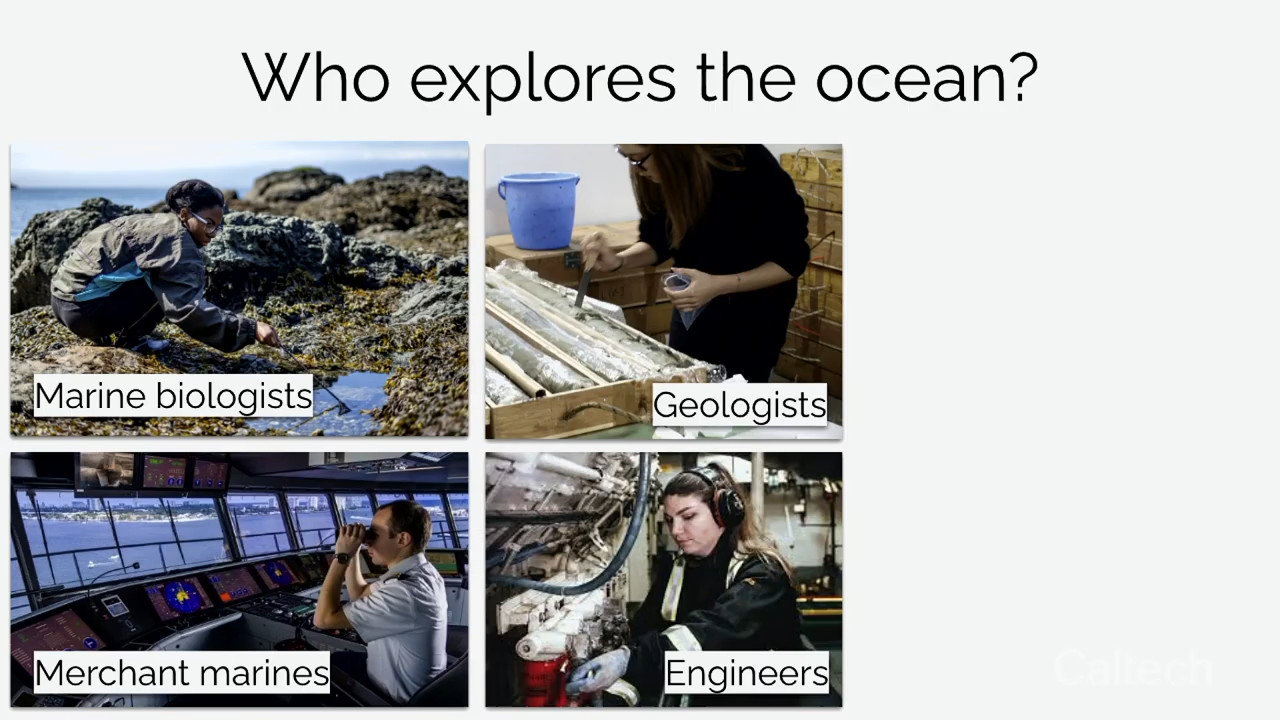 Who explores the ocean?
Marine biologists
Geologists
Merchant marines
Engineers
Caltech